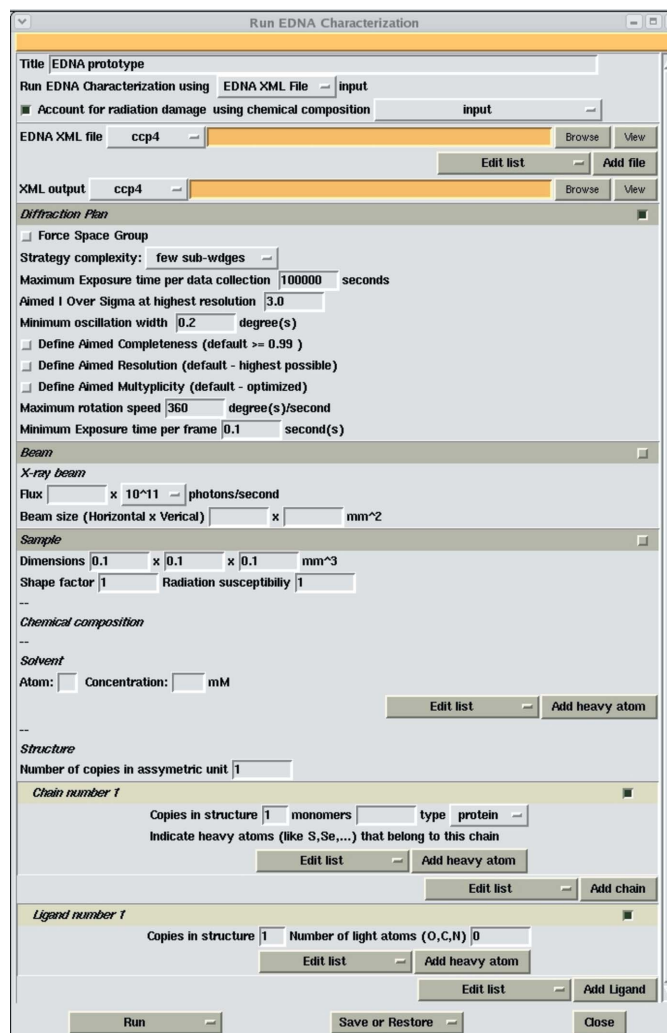 Run EDNA Characterization
Title EDNA prototype
Run EDNA Characterization using EDNA XML File input
Account for radiation damage using chemical composition input
EDNA XML file ccp4 Browse View
Edit list Add file
XML output ccp4 Browse View
Diffraction Plan
Force Space Group
Strategy complexity: few sub-wdges
Maximum Exposure time per data collection 100000 seconds
Aimed I Over Sigma at highest resolution 3.0
Minimum oscillation width 0.2 degree(s)
Define Aimed Completeness (default >= 0.99 )
Define Aimed Resolution (default - highest possible)
Define Aimed Multyplicity (default - optimized)
Maximum rotation speed 360 degree(s)/second
Minimum Exposure time per frame 0.1 second(s)
Beam
X-ray beam
Flux x 10^11 photons/second
Beam size (Horizontal x Verical) x mm^2
Sample
Dimensions 0.1 x 0.1 x 0.1 mm^3
Shape factor 1 Radiation susceptibiliy 1
--
Chemical composition
--
Solvent
Atom: Concentration: mM
Edit list Add heavy atom
--
Structure
Number of copies in assymetric unit 1
Chain number 1
Copies in structure 1 monomers type protein
Indicate heavy atoms (like S,Se,...) that belong to this chain
Edit list Add heavy atom
Edit list Add chain
Ligand number 1
Copies in structure 1 Number of light atoms (O,C,N) 0
Edit list Add heavy atom
Edit list Add Ligand
Run Save or Restore Close